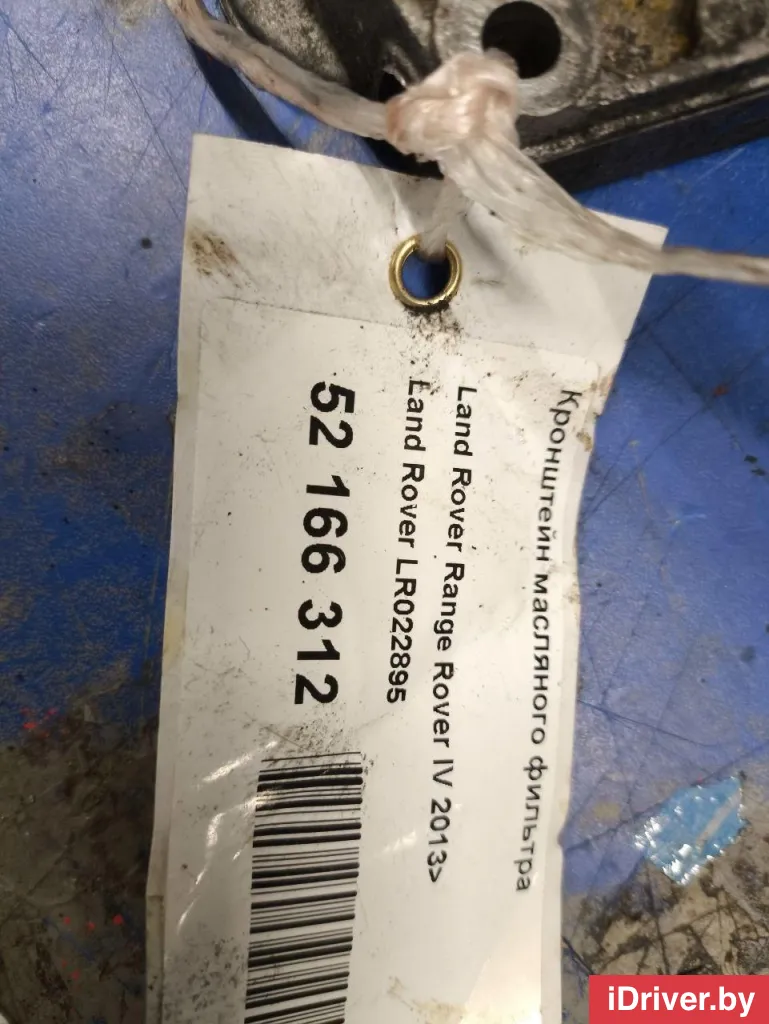 Кронштейн масляного фильтра
Land Rover Range Rover IV 2013>
Land Rover LR022895
52 166 312
iDriver.by